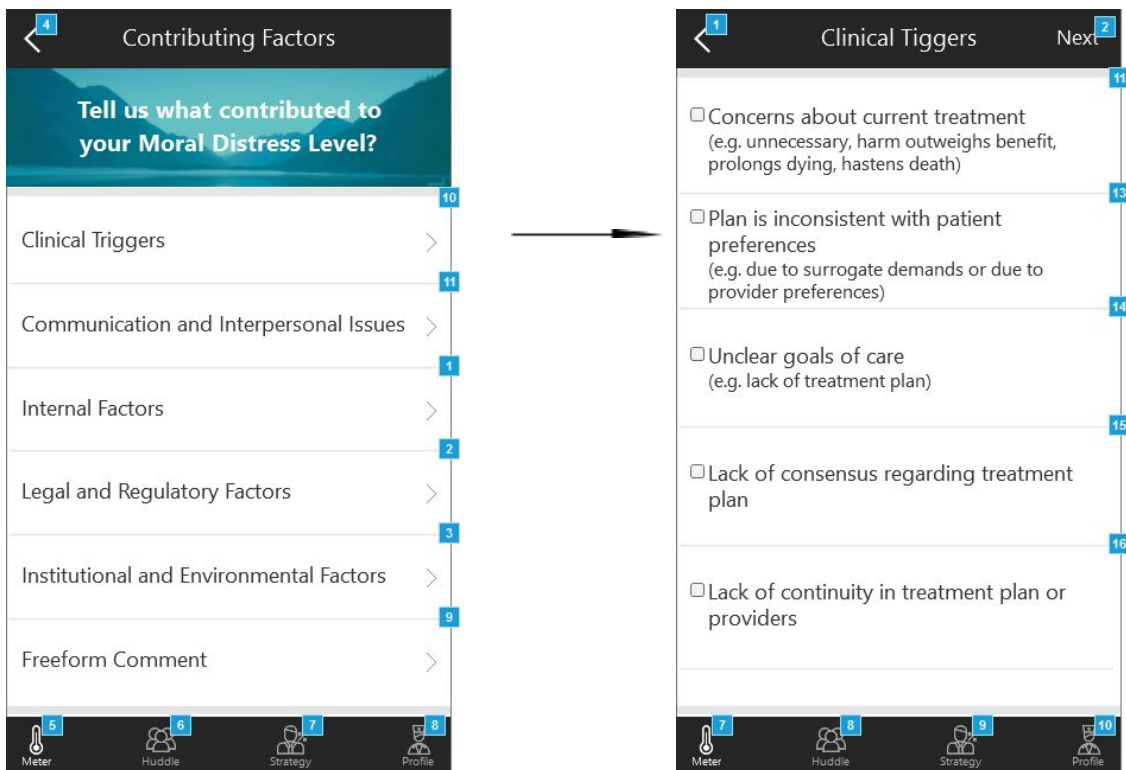 4
Contributing Factors
Tell us what contributed to
your Moral Distress Level?
10
Clinical Triggers
11
Communication and Interpersonal Issues
1
Internal Factors
2
Legal and Regulatory Factors
3
Institutional and Environmental Factors
9
Freeform Comment
5 6 7 8
Meter Huddle Strategy Profile
1 2
Clinical Tiggers Next
11
Concerns about current treatment
(e.g. unnecessary, harm outweighs benefit,
prolongs dying, hastens death)
13
Plan is inconsistent with patient
preferences
(e.g. due to surrogate demands or due to
provider preferences)
14
Unclear goals of care
(e.g. lack of treatment plan)
15
Lack of consensus regarding treatment
plan
16
Lack of continuity in treatment plan or
providers
7 8 9 10
Meter Huddle Strategy Profile